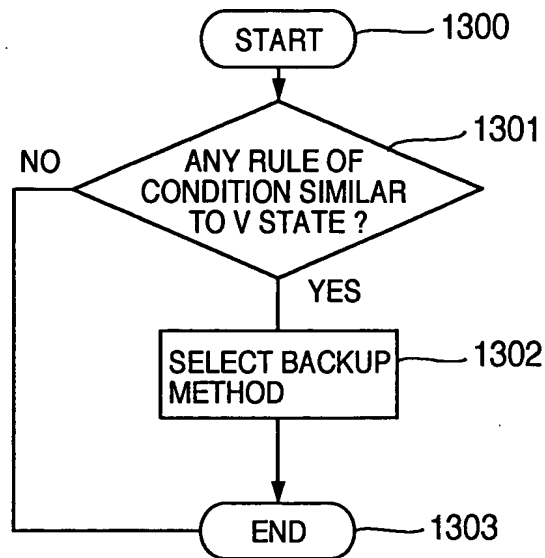 START
1300
1301
NO
ANY RULE OF
CONDITION SIMILAR
TO V STATE ?
YES
SELECT BACKUP
METHOD
1302
END
1303